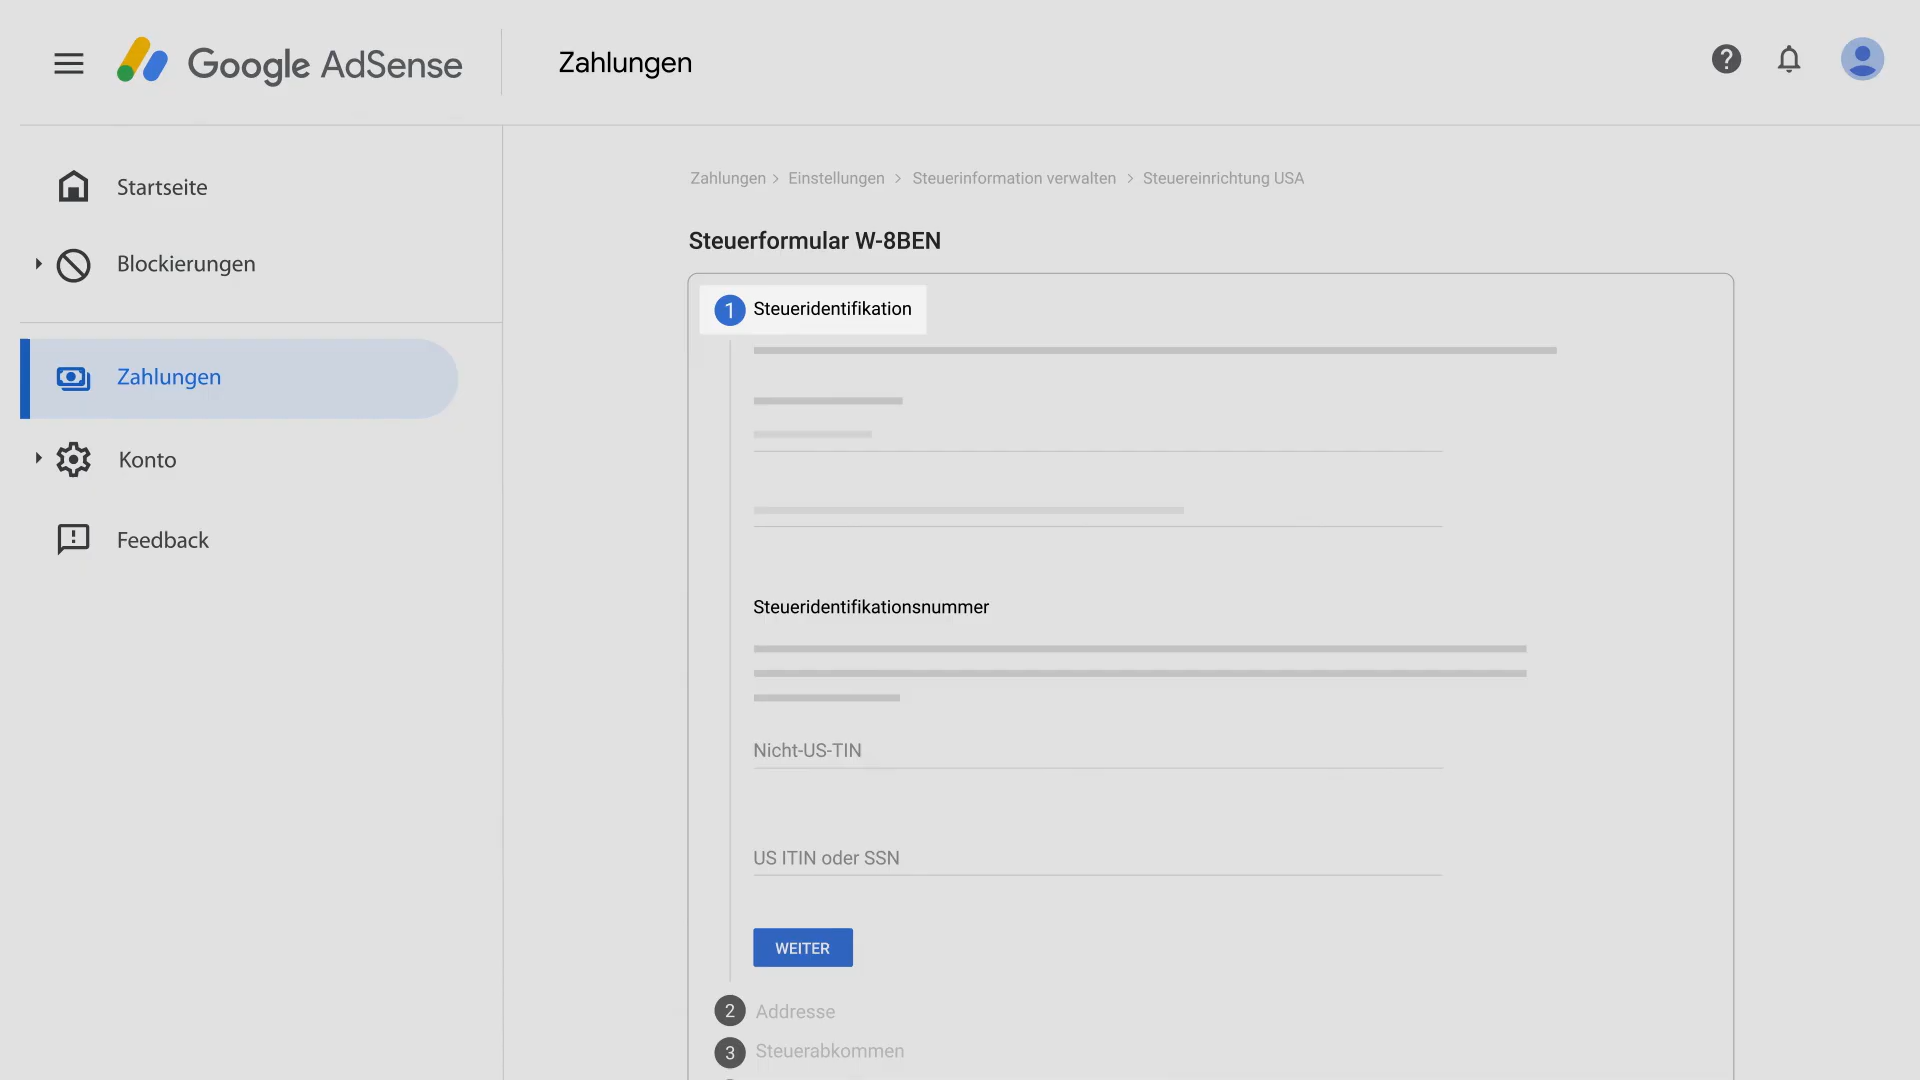 Google AdSense
Zahlungen
Startseite
Blockierungen
Zahlungen
Konto
Feedback
Zahlungen > Einstellungen > Steuerinformation verwalten > Steuereinrichtung USA
Steuerformular W-8BEN
1 Steueridentifikation
Steueridentifikationsnummer
Nicht-US-TIN
US ITIN oder SSN
WEITER
2 Addresse
3 Steuerabkommen